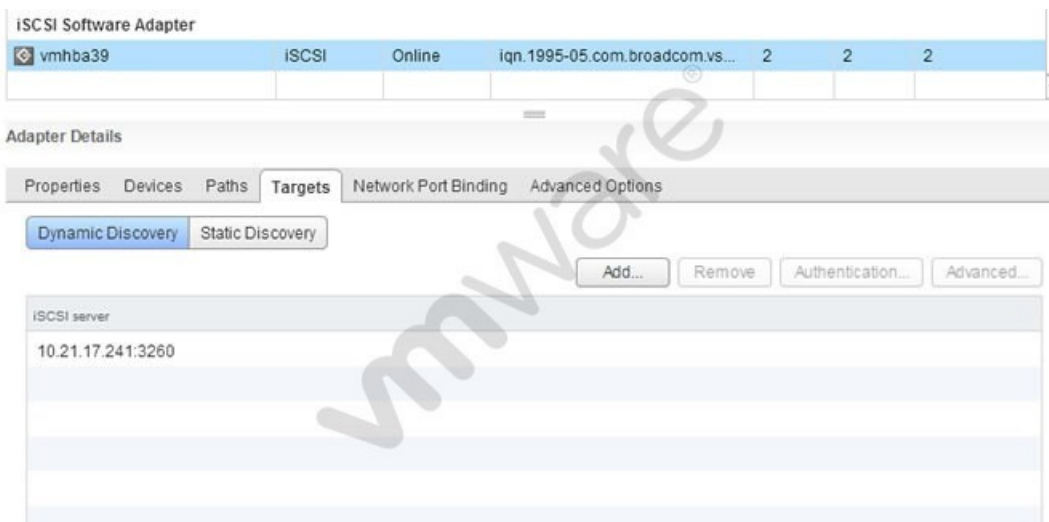 iSCSI Software Adapter
vmhba39 iSCSI Online iqn.1995-05.com.broadcom.vs... 2 2 2
Adapter Details
Properties Devices Paths Targets Network Port Binding Advanced Options
Dynamic Discovery Static Discovery
Add... Remove Authentication... Advanced...
iSCSI server
10.21.17.241:3260
vmware®